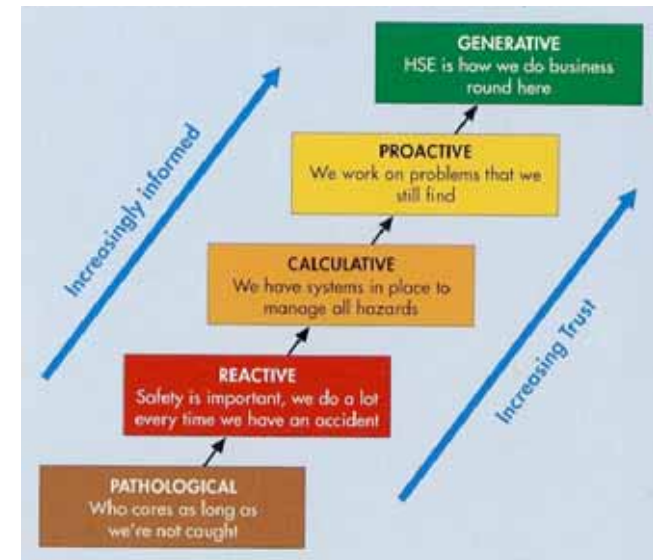 GENERATIVE
HSE is how we do business
round here
PROACTIVE
We work on problems that we
still find
CALCULATIVE
We have systems in place to
manage all hazards
REACTIVE
Safety is important, we do a lot
every time we have an accident
PATHOLOGICAL
Who cares as long as
we're not caught
Increasingly informed
Increasing Trust